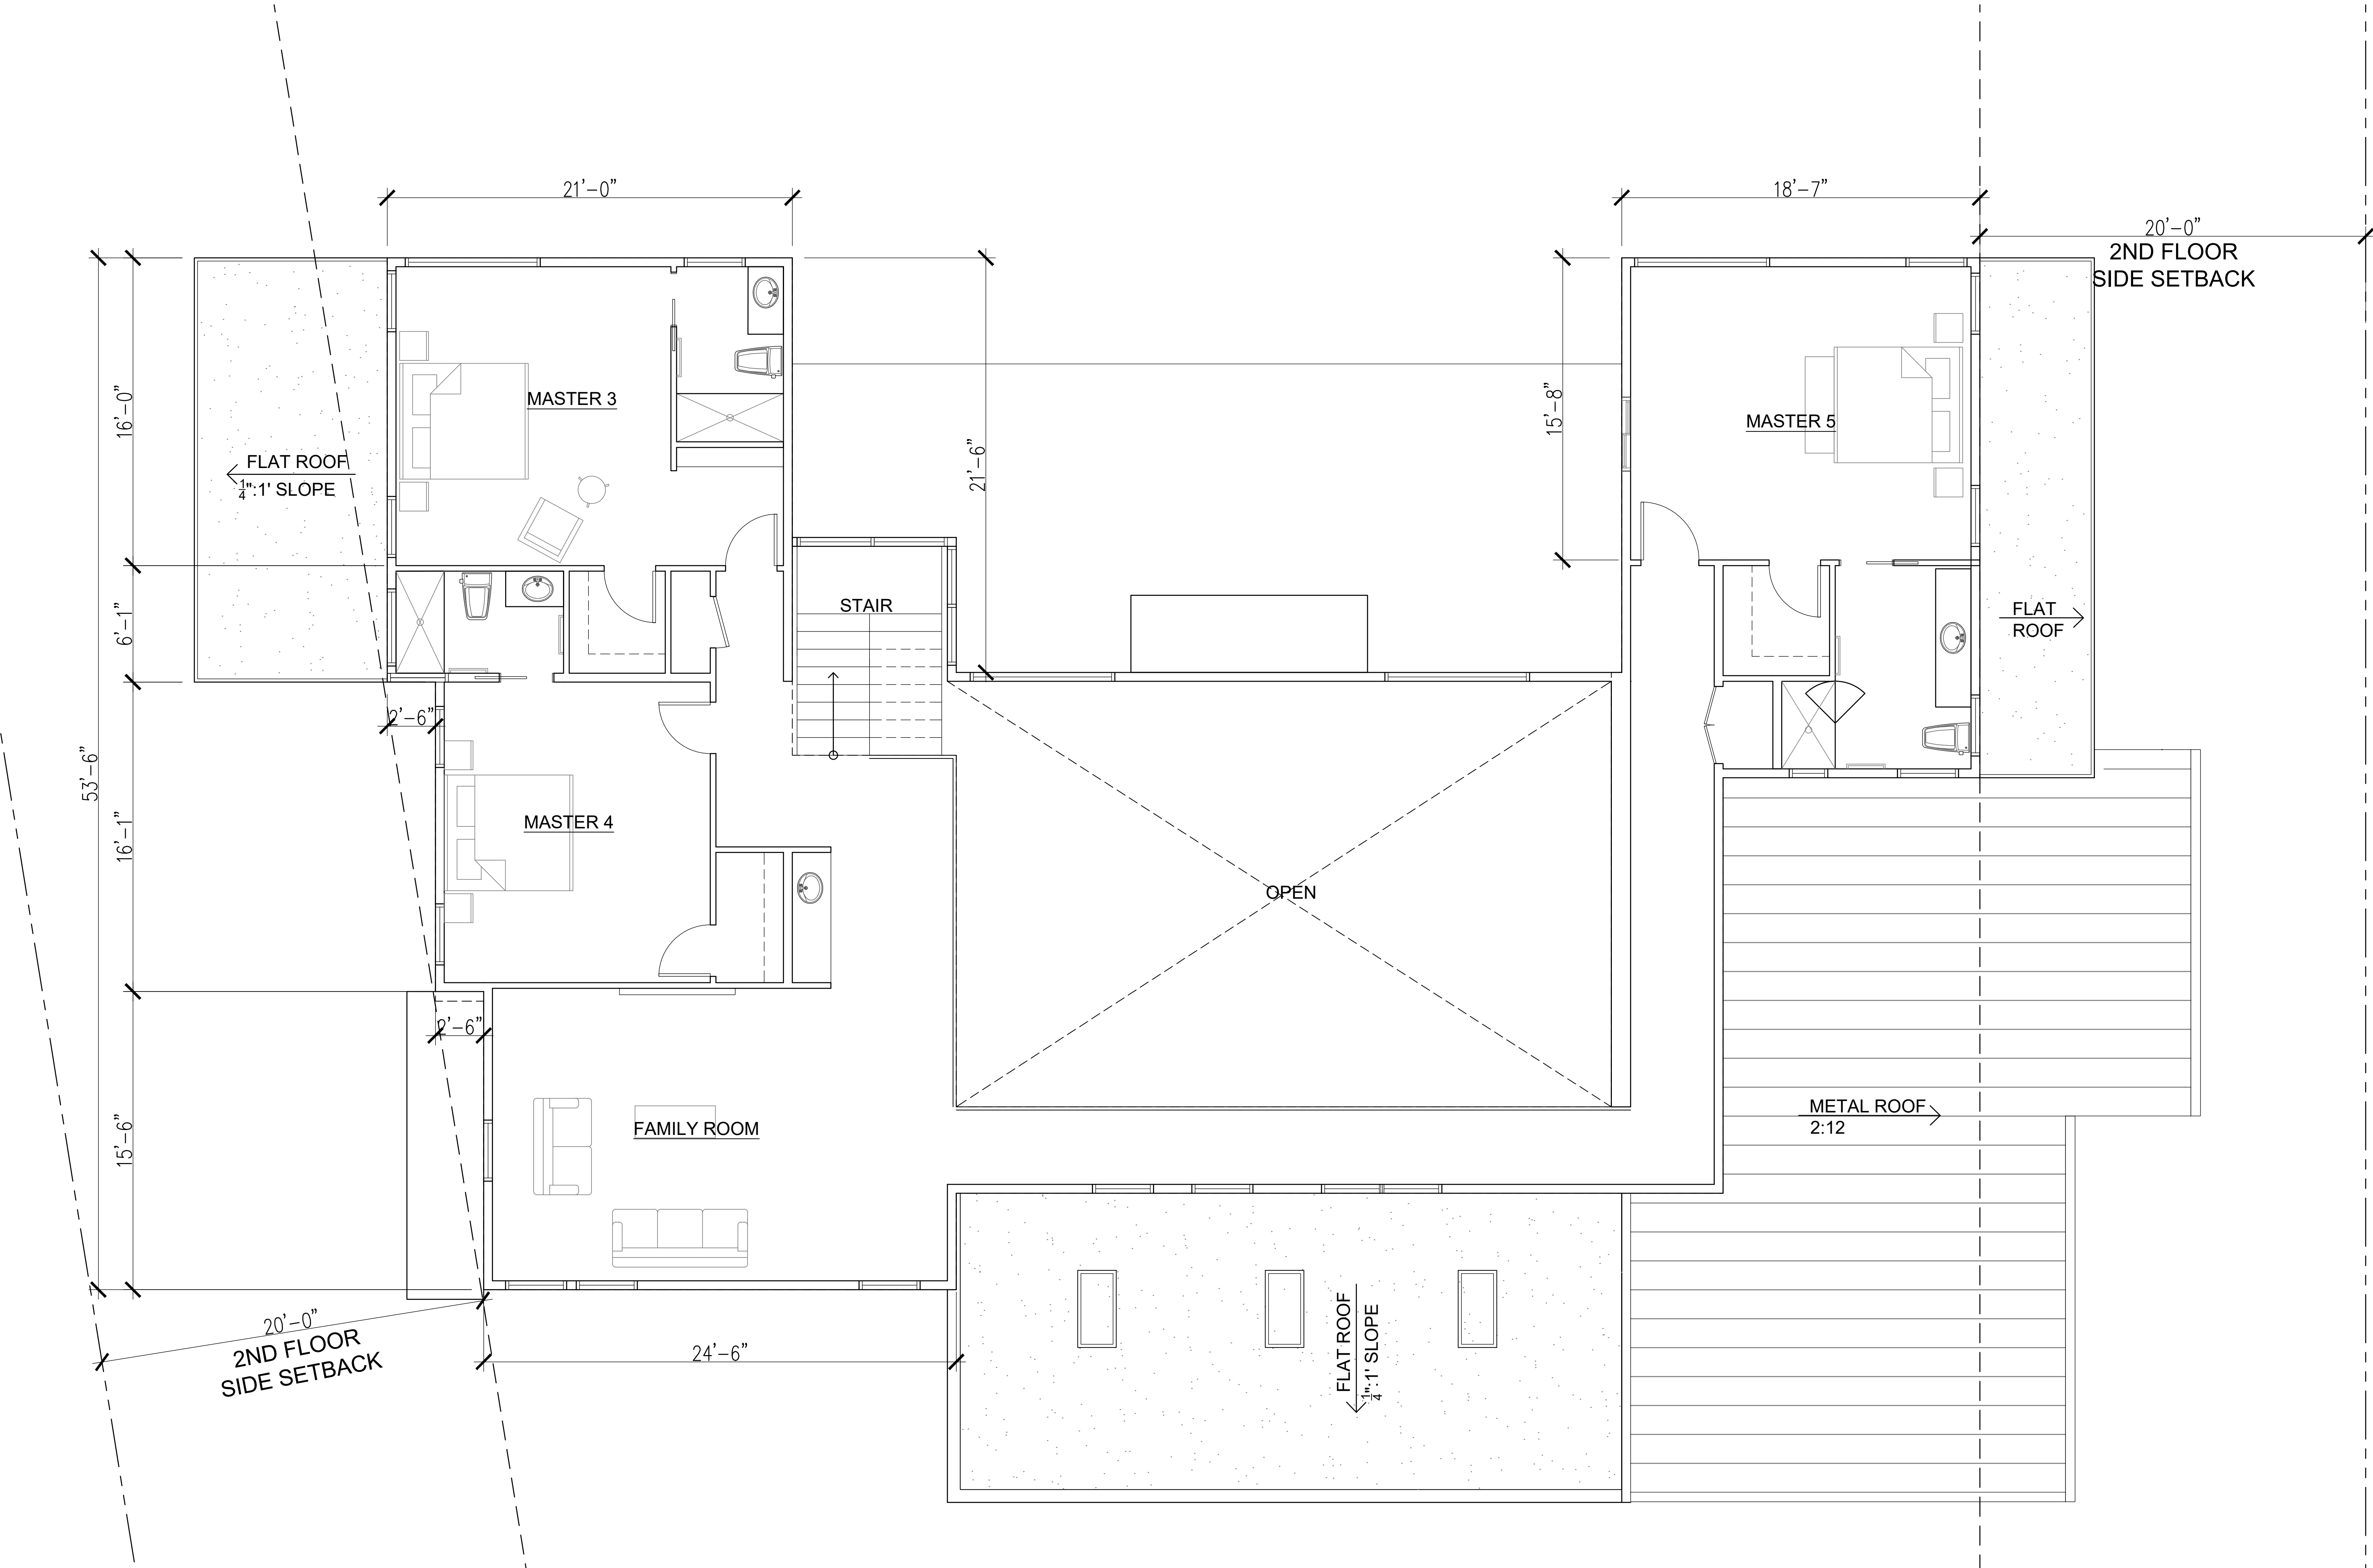 21'-0"
18'-7"
20'-0"
2ND FLOOR
SIDE SETBACK
16'-0"
MASTER 3
15'-8"
MASTER 5
21'-6"
FLAT ROOF
1/4":1' SLOPE
6'-1"
STAIR
FLAT
ROOF
2'-6"
53'-6"
16'-1"
MASTER 4
OPEN
2'-6"
15'-6"
FAMILY ROOM
METAL ROOF
2:12
20'-0"
2ND FLOOR
SIDE SETBACK
24'-6"
FLAT ROOF
1/4":1' SLOPE